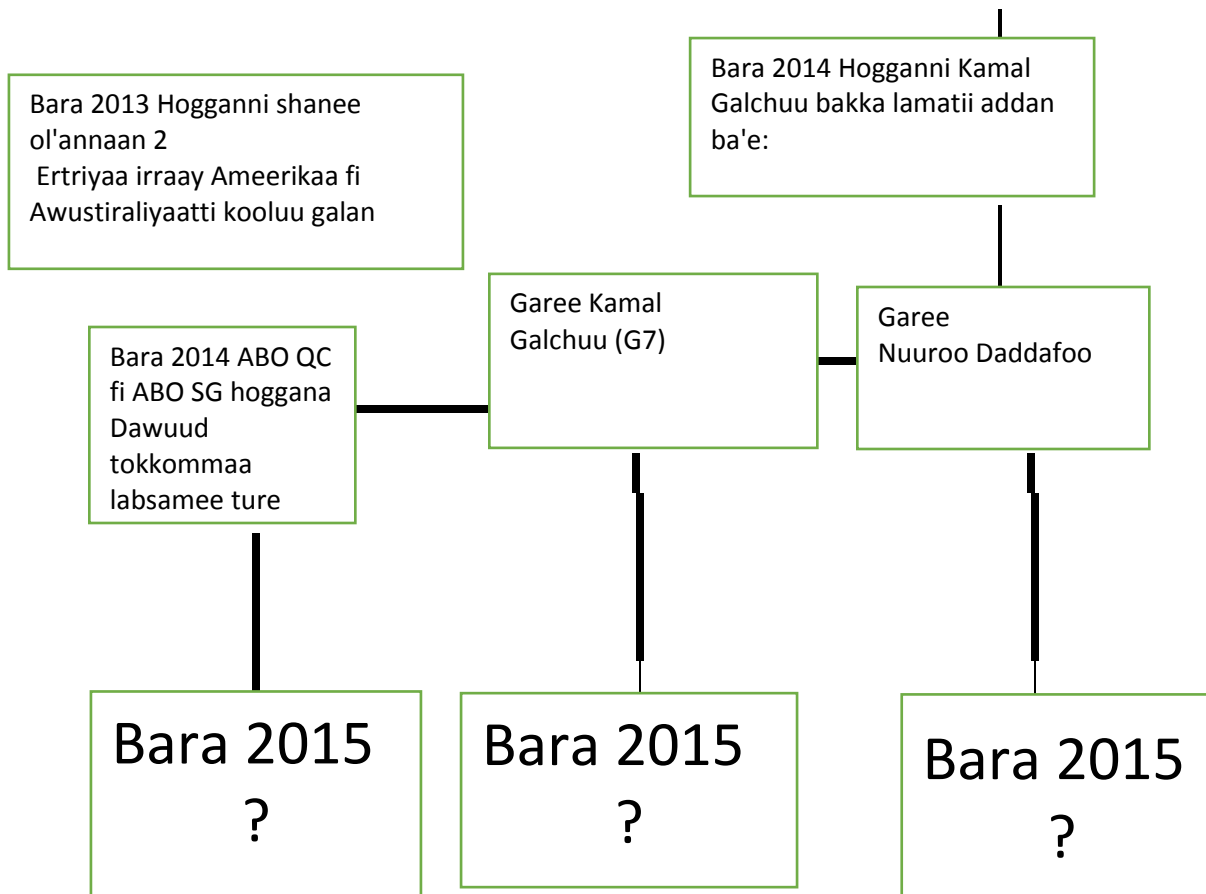 Bara 2013 Hogganni shanee
ol'annaan 2
Ertriyaa irraay Ameerikaa fi
Awustiraliyaatti kooluu galan
Bara 2014 Hogganni Kamal
Galchuu bakka lamatii addan
ba'e:
Bara 2014 ABO QC
fi ABO SG hoggana
Dawuud
tokkommaa
labsamee ture
Garee Kamal
Galchuu (G7)
Garee
Nuuroo Daddafoo
Bara 2015
?
Bara 2015
?
Bara 2015
?